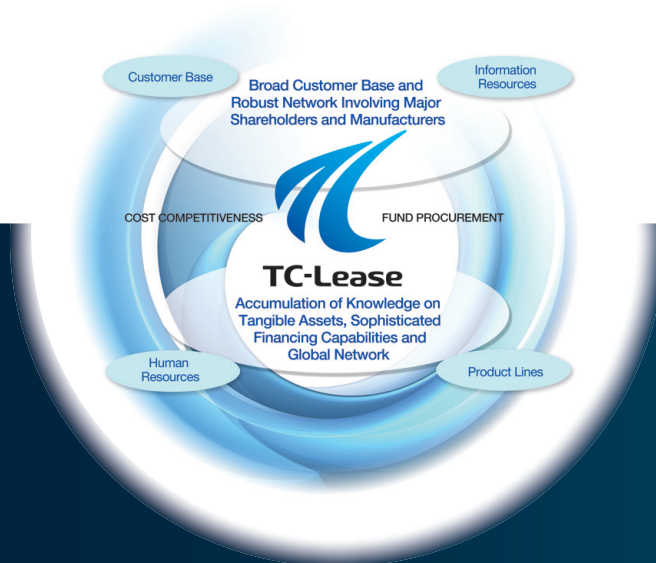 Customer Base
Information
Resources
Broad Customer Base and
Robust Network Involving Major
Shareholders and Manufacturers
COST COMPETITIVENESS
FUND PROCUREMENT
TC-Lease
Accumulation of Knowledge on
Tangible Assets, Sophisticated
Financing Capabilities and
Global Network
Human
Resources
Product Lines